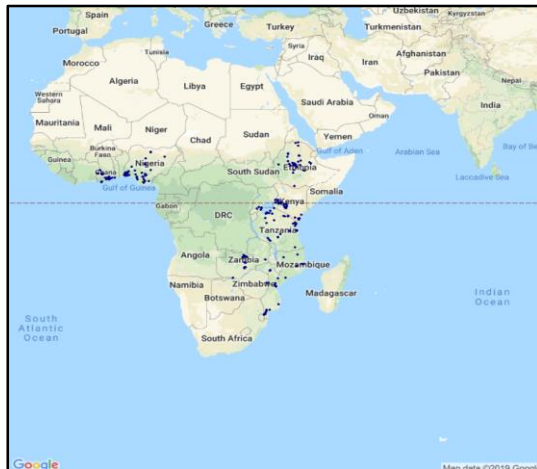 Uzbekistan
Kyrgyzstan
Spain
Portugal
Greece
Turkey
Turkmenistan
Tunisia
Syria
Morocco
Iraq
Iran
Afghanistan
Pakistan
Algeria
Libya
Egypt
Western Sahara
Nepal
Saudi Arabia
Oman
India
Mauritania
Mali
Niger
Chad
Sudan
Yemen
Burkina Faso
Gulf of Aden
Arabian Sea
Bay of Be
Guinea
Nigeria
Ghana
South Sudan
Ethiopia
Laccadive Sea
Gulf of Guinea
Somalia
Kenya
Gabon
DRC
Tanzania
Angola
Zambia
Mozambique
Namibia
Zimbabwe
Botswana
Madagascar
Indian
Ocean
South
Atlantic
Ocean
South Africa
Google
Map data ©2019 Google